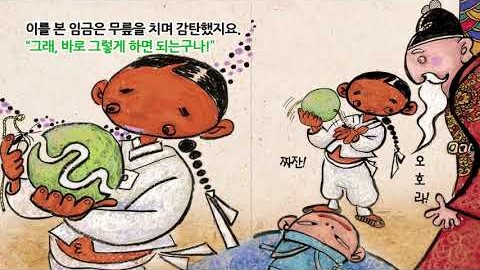 이를 본 임금은 무릎을 치며 감탄했지요.
“그래, 바로 그렇게 하면 되는구나!”
짜잔!
오호라!